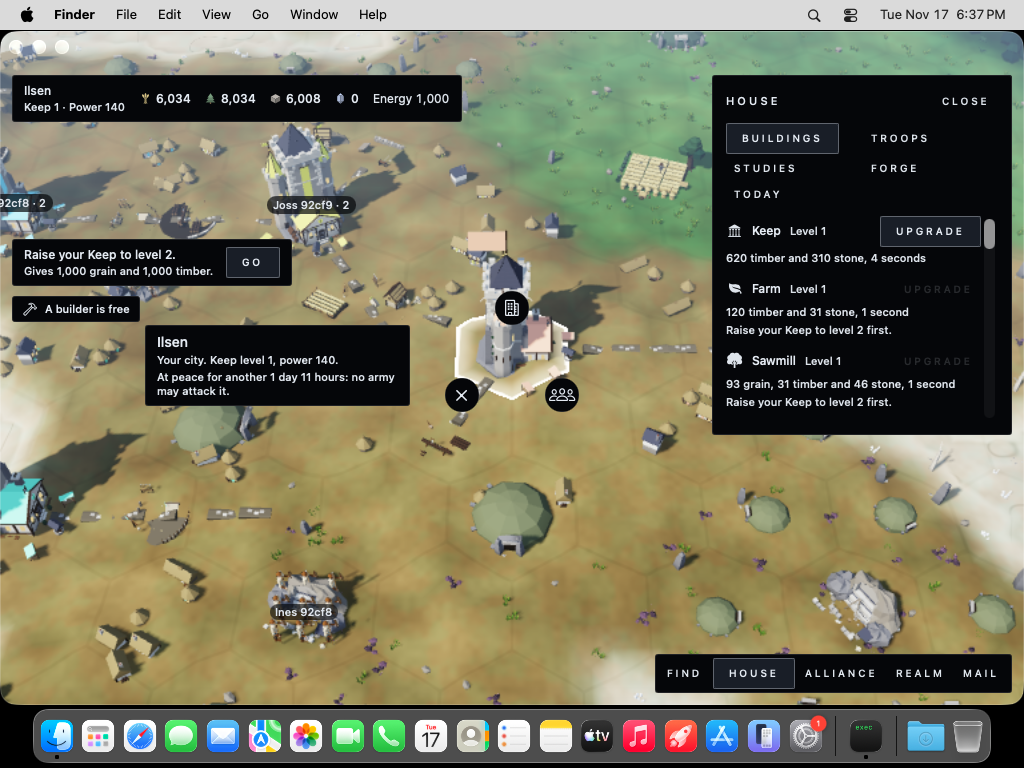 Finder File Edit View Go Window Help
Tue Nov 17 6:37 PM
Ilsen
Keep 1 · Power 140
6,034 8,034 6,008 0 Energy 1,000
HOUSE CLOSE
BUILDINGS TROOPS
STUDIES FORGE
TODAY
Keep Level 1 UPGRADE
620 timber and 310 stone, 4 seconds
Farm Level 1 UPGRADE
120 timber and 31 stone, 1 second
Raise your Keep to level 2 first.
Sawmill Level 1 UPGRADE
93 grain, 31 timber and 46 stone, 1 second
Raise your Keep to level 2 first.
92cf8 · 2
Joss 92cf9 · 2
Raise your Keep to level 2.
Gives 1,000 grain and 1,000 timber.
GO
A builder is free
Ilsen
Your city. Keep level 1, power 140.
At peace for another 1 day 11 hours: no army
may attack it.
Ines 92cf8
FIND HOUSE ALLIANCE REALM MAIL
Tue
17
tv
1
exec